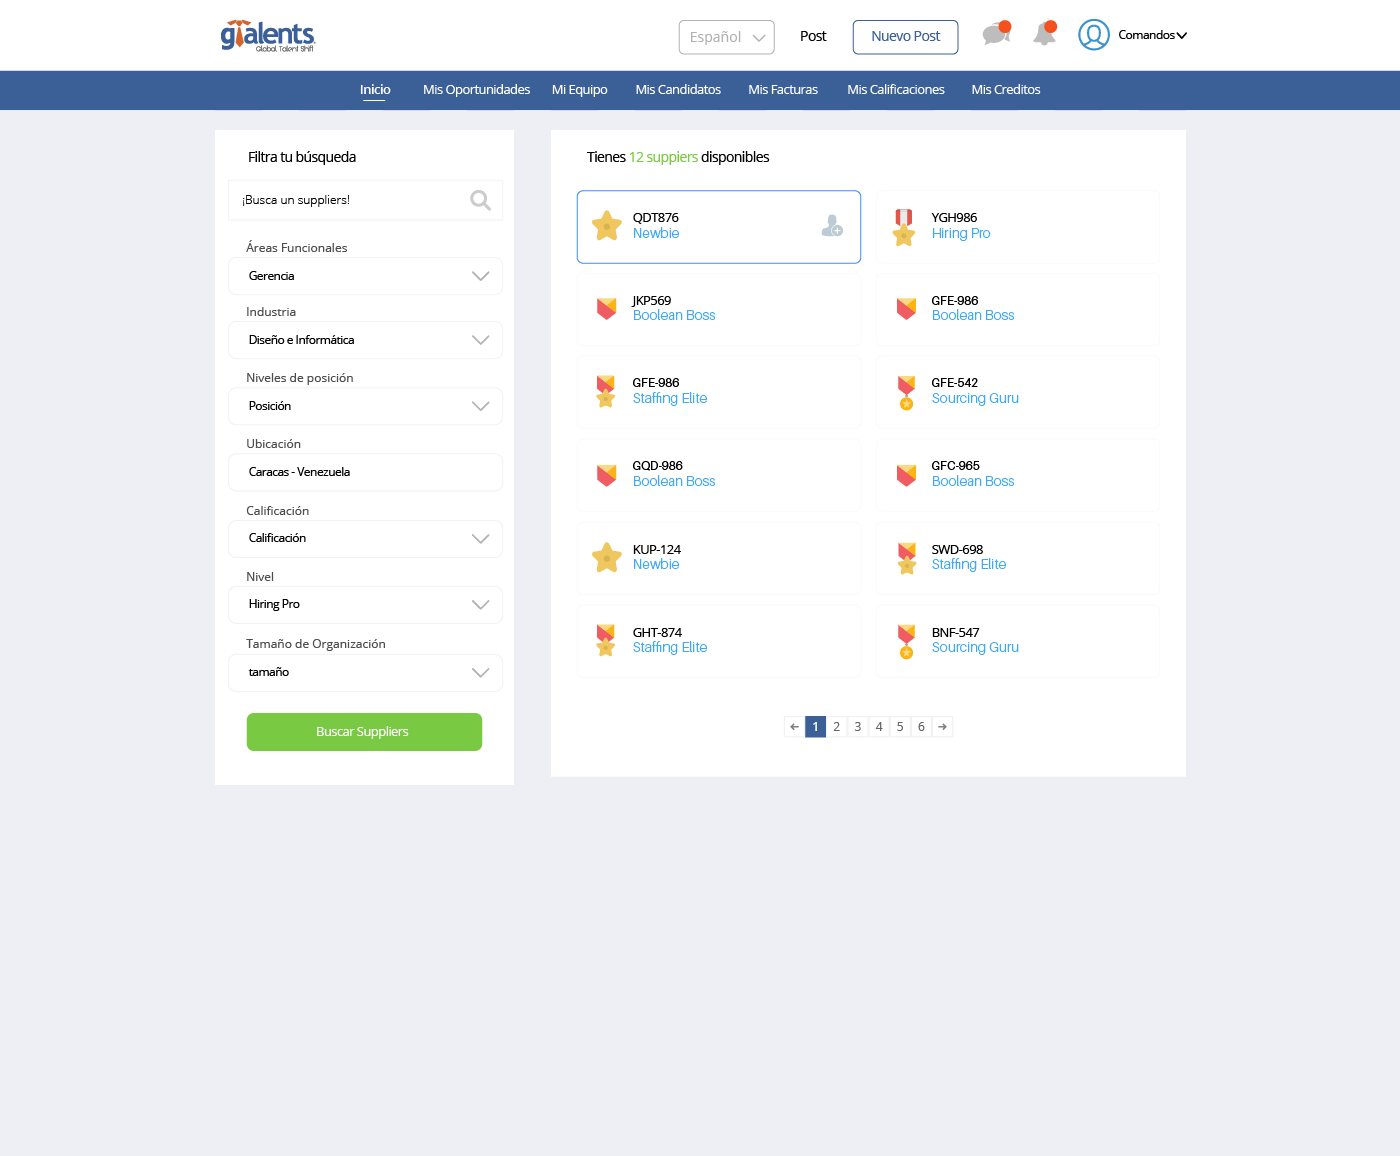 gtalents.
Global Talent Shift
Español
Post
Nuevo Post
Comandos
Inicio
Mis Oportunidades
Mi Equipo
Mis Candidatos
Mis Facturas
Mis Calificaciones
Mis Creditos
Filtra tu búsqueda
¡Busca un suppliers!
Áreas Funcionales
Gerencia
Industria
Diseño e Informática
Niveles de posición
Posición
Ubicación
Caracas - Venezuela
Calificación
Calificación
Nivel
Hiring Pro
Tamaño de Organización
tamaño
Buscar Suppliers
Tienes 12 suppiers disponibles
QDT876
Newbie
YGH986
Hiring Pro
JKP569
Boolean Boss
GFE-986
Boolean Boss
GFE-986
Staffing Elite
GFE-542
Sourcing Guru
GQD-986
Boolean Boss
GFC-965
Boolean Boss
KUP-124
Newbie
SWD-698
Staffing Elite
GHT-874
Staffing Elite
BNF-547
Sourcing Guru
← 1 2 3 4 5 6 →